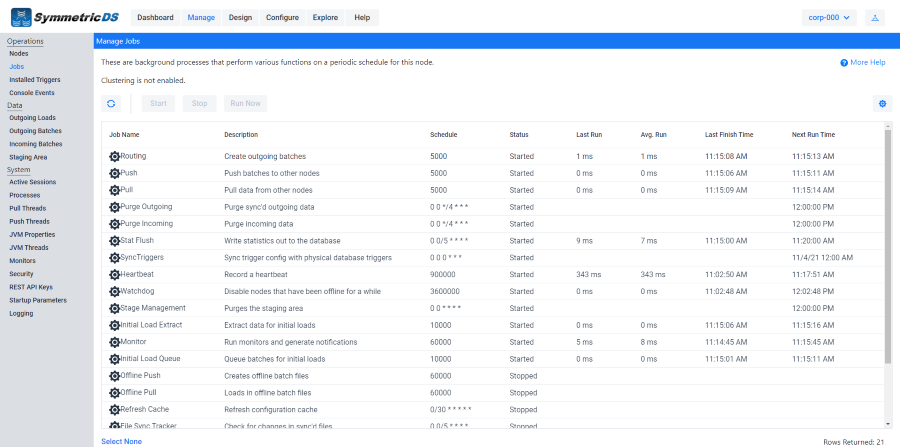 SymmetricDS Dashboard Manage Design Configure Explore Help corp-000
Operations
Nodes
Jobs
Installed Triggers
Console Events
Data
Outgoing Loads
Outgoing Batches
Incoming Batches
Staging Area
System
Active Sessions
Processes
Pull Threads
Push Threads
JVM Properties
JVM Threads
Monitors
Security
REST API Keys
Startup Parameters
Logging
Manage Jobs
These are background processes that perform various functions on a periodic schedule for this node. More Help
Clustering is not enabled.
Start Stop Run Now
Job Name Description Schedule Status Last Run Avg. Run Last Finish Time Next Run Time
Routing Create outgoing batches 5000 Started 1 ms 1 ms 11:15:08 AM 11:15:13 AM
Push Push batches to other nodes 5000 Started 0 ms 0 ms 11:15:06 AM 11:15:11 AM
Pull Pull data from other nodes 5000 Started 0 ms 0 ms 11:15:09 AM 11:15:14 AM
Purge Outgoing Purge sync'd outgoing data 0 0 */4 * * * Started 12:00:00 PM
Purge Incoming Purge incoming data 0 0 */4 * * * Started 12:00:00 PM
Stat Flush Write statistics out to the database 0 0/5 * * * * Started 9 ms 7 ms 11:15:00 AM 11:20:00 AM
SyncTriggers Sync trigger config with physical database triggers 0 0 0 * * * Started 11/4/21 12:00 AM
Heartbeat Record a heartbeat 900000 Started 343 ms 343 ms 11:02:50 AM 11:17:51 AM
Watchdog Disable nodes that have been offline for a while 3600000 Started 0 ms 0 ms 11:02:48 AM 12:02:48 PM
Stage Management Purges the staging area 0 0 * * * * Started 12:00:00 PM
Initial Load Extract Extract data for initial loads 10000 Started 0 ms 0 ms 11:15:06 AM 11:15:16 AM
Monitor Run monitors and generate notifications 60000 Started 5 ms 8 ms 11:14:45 AM 11:15:45 AM
Initial Load Queue Queue batches for initial loads 10000 Started 0 ms 0 ms 11:15:01 AM 11:15:11 AM
Offline Push Creates offline batch files 60000 Stopped
Offline Pull Loads in offline batch files 60000 Stopped
Refresh Cache Refresh configuration cache 0/30 * * * * * Stopped
File Sync Tracker Check for changes in sync'd files 0 0/5 * * * * Stopped
Select None Rows Returned: 21